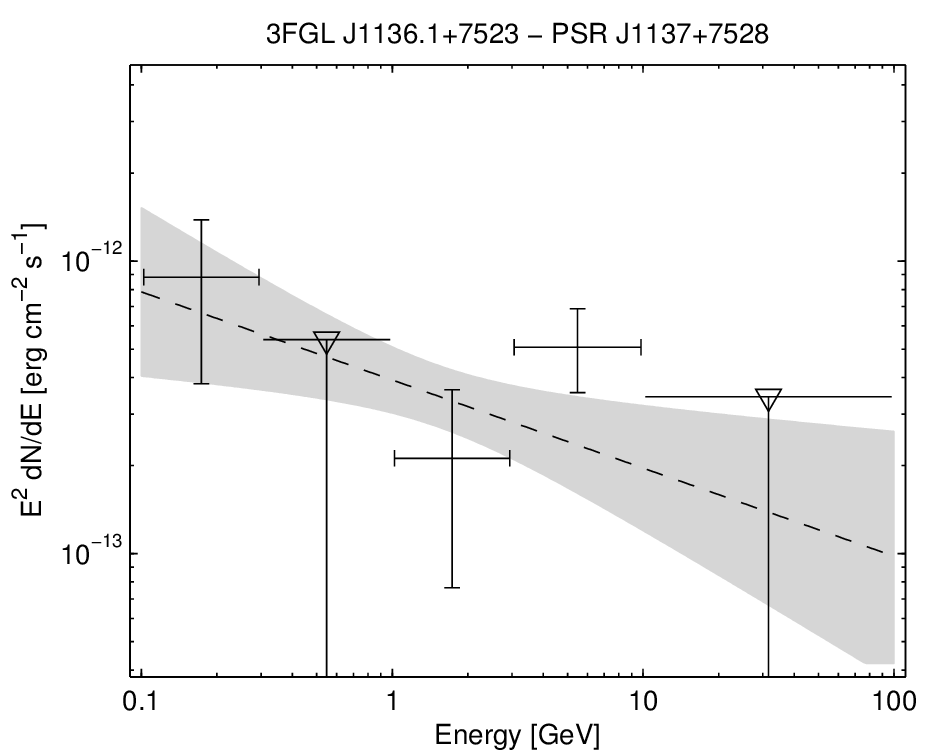 3FGL J1136.1+7523 − PSR J1137+7528
E² dN/dE [erg cm⁻² s⁻¹]
10⁻¹²
10⁻¹³
0.1 1 10 100
Energy [GeV]